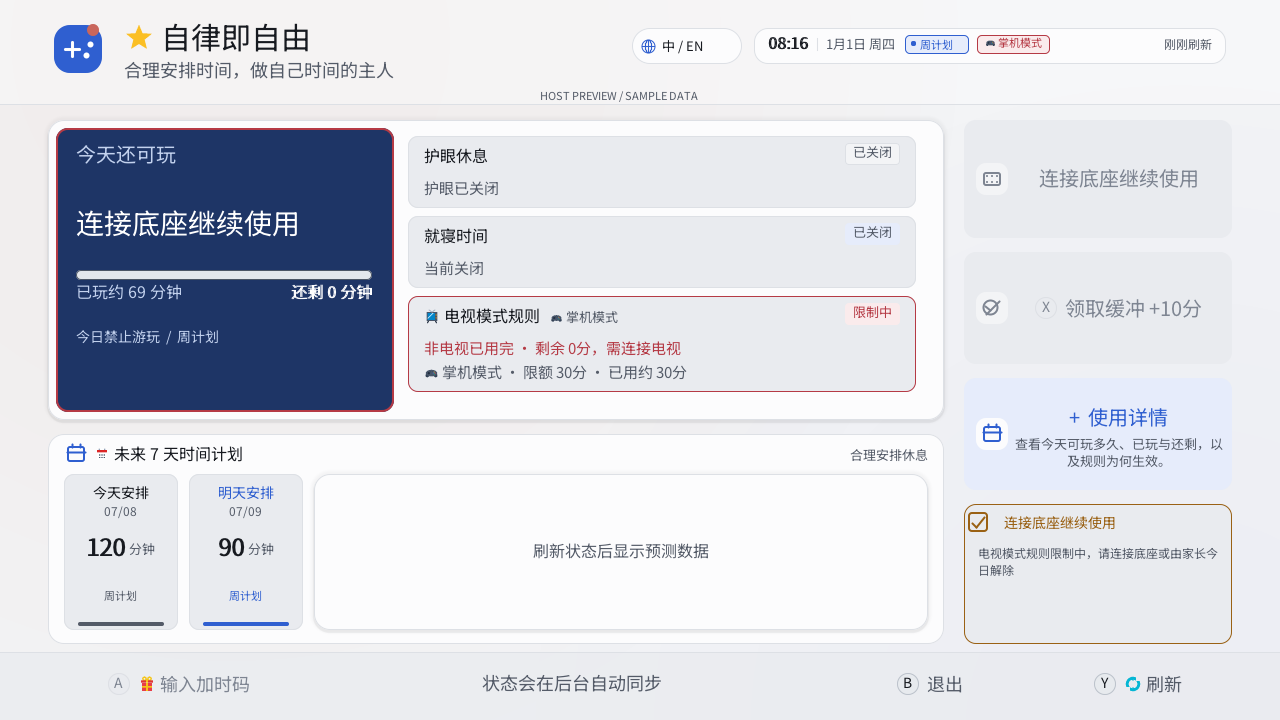 自律即自由
合理安排时间，做自己时间的主人
中 / EN
08:16 1月1日 周四 周计划 掌机模式 刚刚刷新
HOST PREVIEW / SAMPLE DATA
今天还可玩
连接底座继续使用
已玩约 69 分钟 还剩 0 分钟
今日禁止游玩 / 周计划
护眼休息 已关闭
护眼已关闭
就寝时间 已关闭
当前关闭
电视模式规则 掌机模式 限制中
非电视已用完 · 剩余 0分，需连接电视
掌机模式 · 限额 30分 · 已用约 30分
连接底座继续使用
X 领取缓冲 +10分
+ 使用详情
查看今天可玩多久、已玩与还剩，以
及规则为何生效。
连接底座继续使用
电视模式规则限制中，请连接底座或由家长今
日解除
未来 7 天时间计划 合理安排休息
今天安排
07/08
120 分钟
周计划
明天安排
07/09
90 分钟
周计划
刷新状态后显示预测数据
A 输入加时码 状态会在后台自动同步 B 退出 Y 刷新